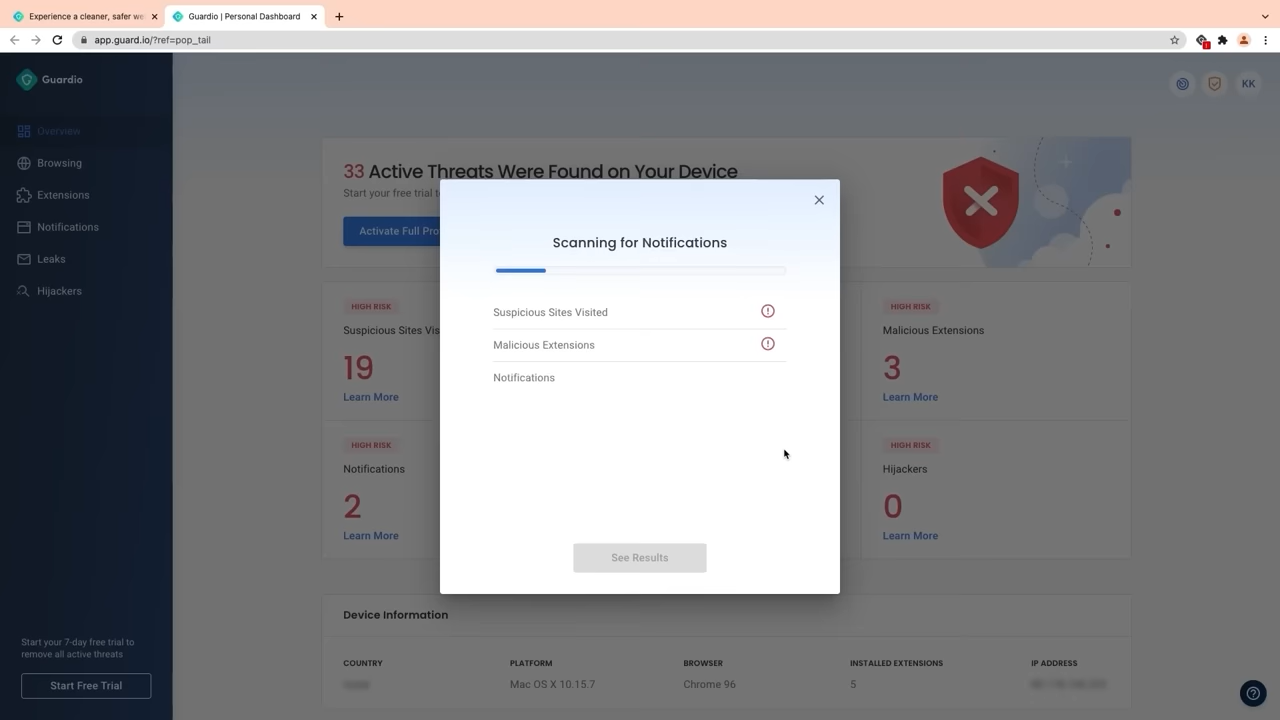 Experience a cleaner, safer we
Guardio | Personal Dashboard
app.guard.io/?ref=pop_tail
Guardio
KK
Overview
Browsing
Extensions
Notifications
Leaks
Hijackers
33 Active Threats Were Found on Your Device
Start your free trial t
Activate Full Pro
Scanning for Notifications
Suspicious Sites Visited
Malicious Extensions
Notifications
See Results
HIGH RISK
Suspicious Sites Vis
19
Learn More
HIGH RISK
Malicious Extensions
3
Learn More
HIGH RISK
Notifications
2
Learn More
HIGH RISK
Hijackers
0
Learn More
Device Information
COUNTRY PLATFORM BROWSER INSTALLED EXTENSIONS IP ADDRESS
Mac OS X 10.15.7 Chrome 96 5
Start your 7-day free trial to
remove all active threats
Start Free Trial